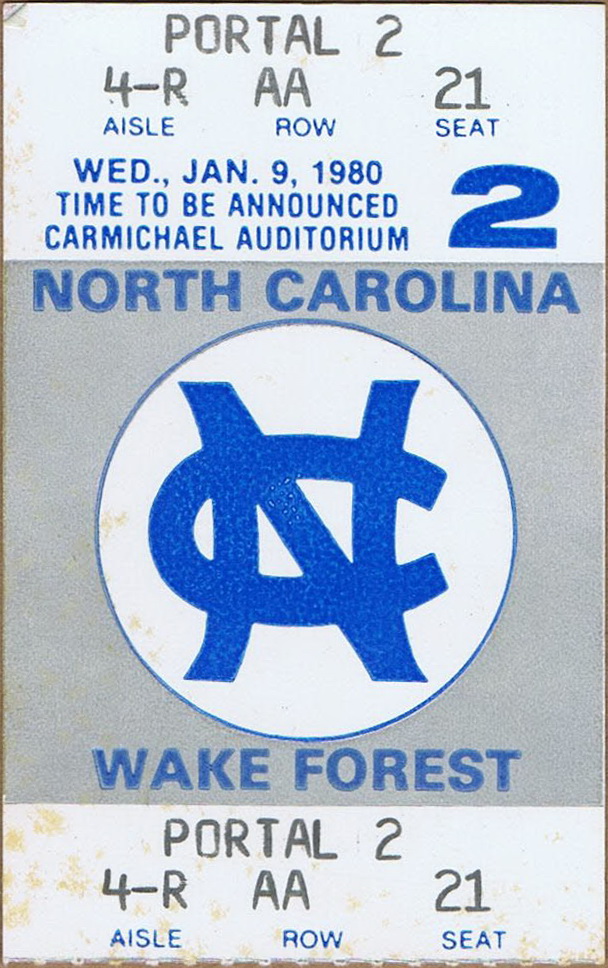 PORTAL 2
4-R AA 21
AISLE ROW SEAT
WED., JAN. 9, 1980
TIME TO BE ANNOUNCED
CARMICHAEL AUDITORIUM
2
NORTH CAROLINA
NC
WAKE FOREST
PORTAL 2
4-R AA 21
AISLE ROW SEAT